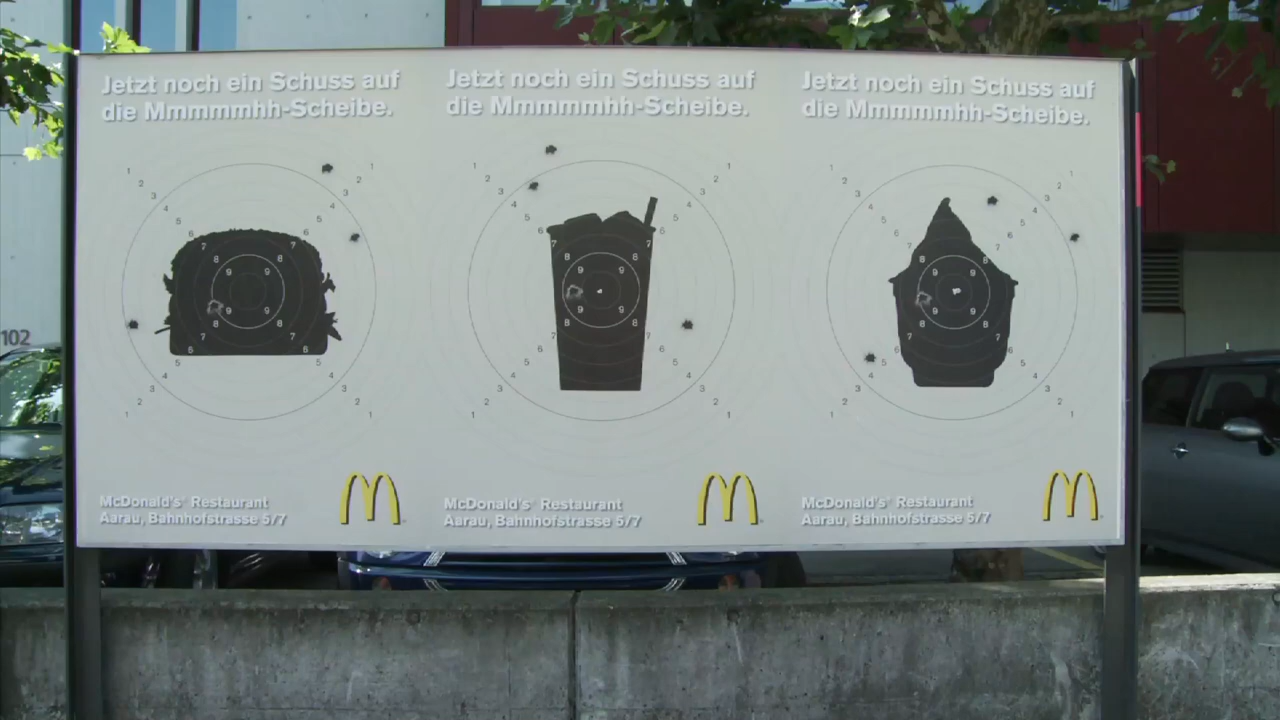 Jetzt noch ein Schuss auf
die Mmmmmhh-Scheibe.
McDonald's® Restaurant
Aarau, Bahnhofstrasse 5/7
Jetzt noch ein Schuss auf
die Mmmmmhh-Scheibe.
McDonald's® Restaurant
Aarau, Bahnhofstrasse 5/7
Jetzt noch ein Schuss auf
die Mmmmmhh-Scheibe.
McDonald's® Restaurant
Aarau, Bahnhofstrasse 5/7
102